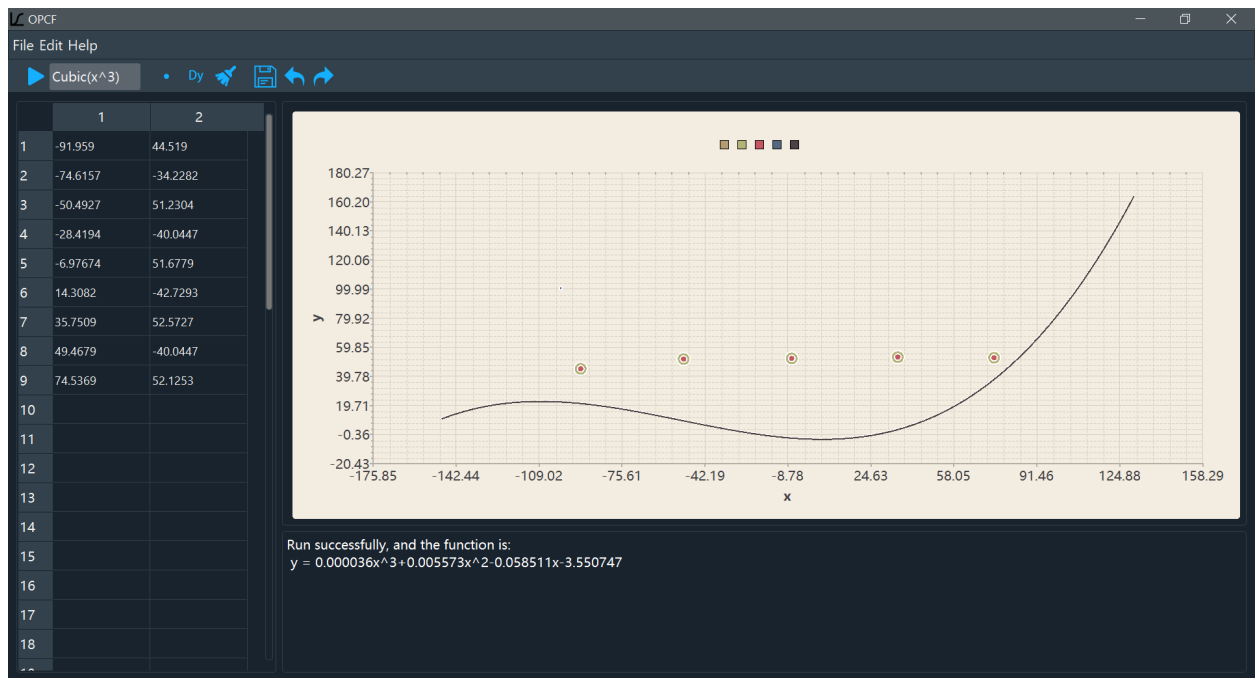 OPCF
File Edit Help
Cubic(x^3) Dy
1 2
1 -91.959 44.519
2 -74.6157 -34.2282
3 -50.4927 51.2304
4 -28.4194 -40.0447
5 -6.97674 51.6779
6 14.3082 -42.7293
7 35.7509 52.5727
8 49.4679 -40.0447
9 74.5369 52.1253
10
11
12
13
14
15
16
17
18
180.27
160.20
140.13
120.06
99.99
79.92
59.85
39.78
19.71
-0.36
-20.43
y
-175.85 -142.44 -109.02 -75.61 -42.19 -8.78 24.63 58.05 91.46 124.88 158.29
x
Run successfully, and the function is:
y = 0.000036x^3+0.005573x^2-0.058511x-3.550747